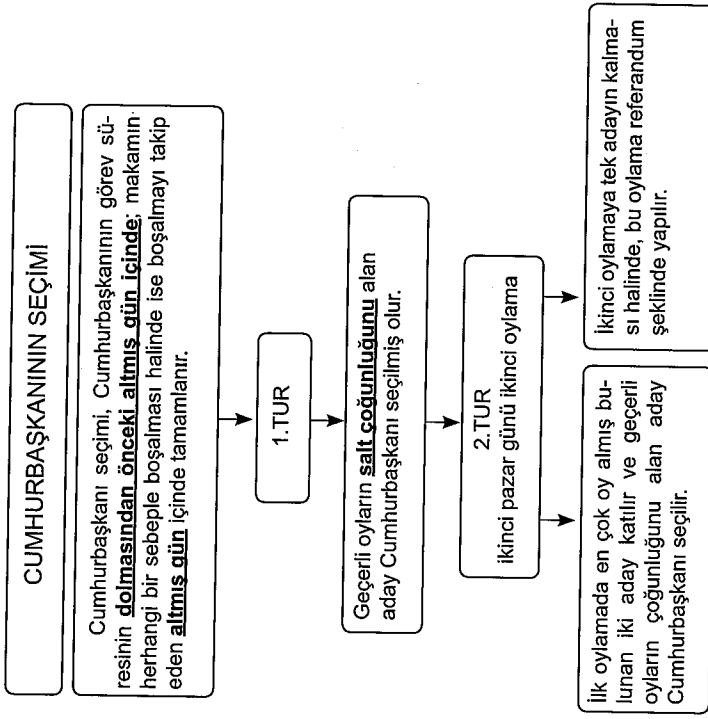 CUMHURBAŞKANININ SEÇİMİ
Cumhurbaşkanı seçimi, Cumhurbaşkanının görev sü-
resinin dolmasından önceki altmış gün içinde; makamın
herhangi bir sebeple boşalması halinde ise boşalmayı takip
eden altmış gün içinde tamamlanır.
1.TUR
Geçerli oyların salt çoğunluğunu alan
aday Cumhurbaşkanı seçilmiş olur.
2.TUR
ikinci pazar günü ikinci oylama
İlk oylamada en çok oy almış bu-
lunan iki aday katılır ve geçerli
oyların çoğunluğunu alan aday
Cumhurbaşkanı seçilir.
İkinci oylamaya tek adayın kalma-
sı halinde, bu oylama referandum
şeklinde yapılır.